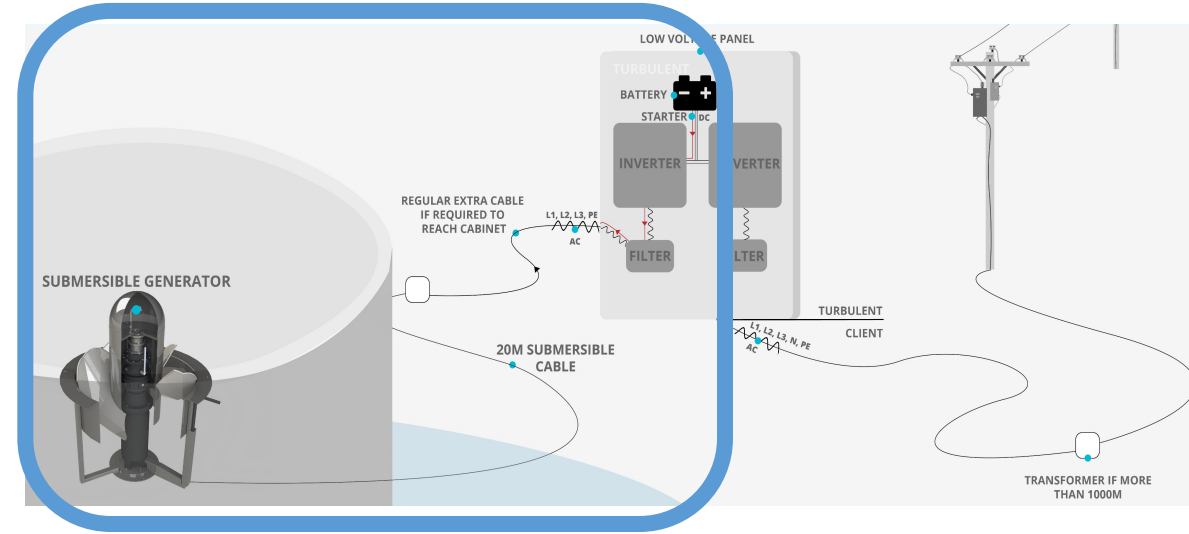 LOW VOLT E PANEL
TURBULENT
BATTERY
- +
STARTER
DC
INVERTER
VERTER
REGULAR EXTRA CABLE
IF REQUIRED TO
REACH CABINET
L1, L2, L3, PE
AC
FILTER
LTER
SUBMERSIBLE GENERATOR
TURBULENT
CLIENT
L1, L2, L3, N, PE
AC
20M SUBMERSIBLE
CABLE
TRANSFORMER IF MORE
THAN 1000M